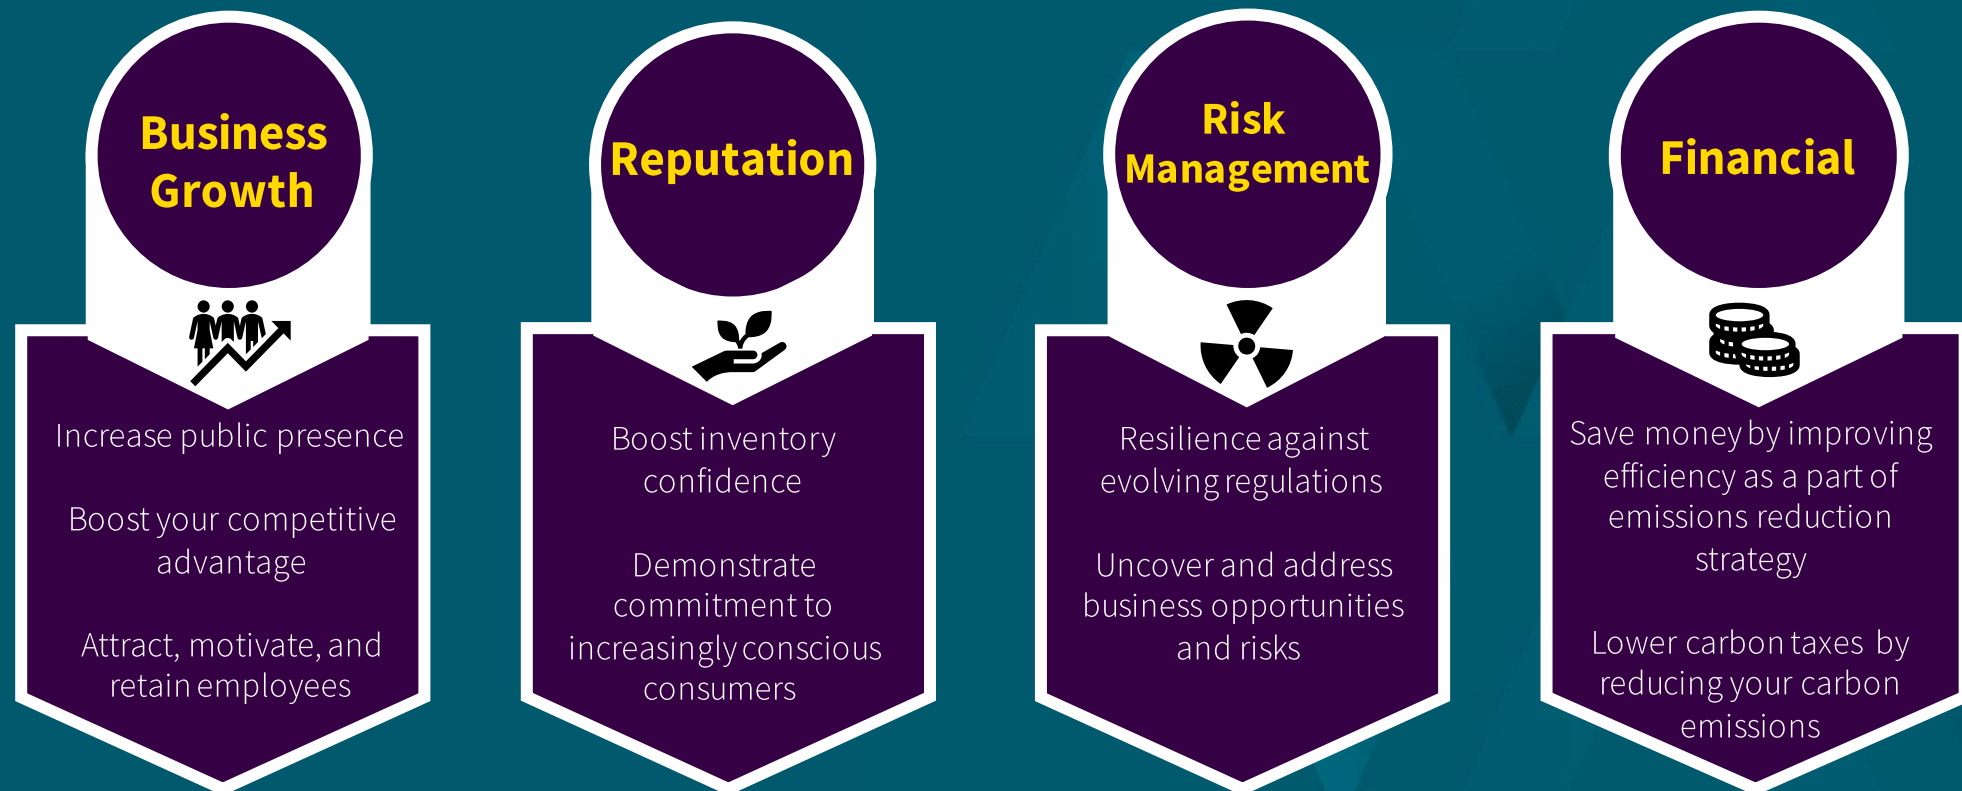 Business
Growth
Increase public presence
Boost your competitive
advantage
Attract, motivate, and
retain employees
Reputation
Boost inventory
confidence
Demonstrate
commitment to
increasingly conscious
consumers
Risk
Management
Resilience against
evolving regulations
Uncover and address
business opportunities
and risks
Financial
Save money by improving
efficiency as a part of
emissions reduction
strategy
Lower carbon taxes by
reducing your carbon
emissions